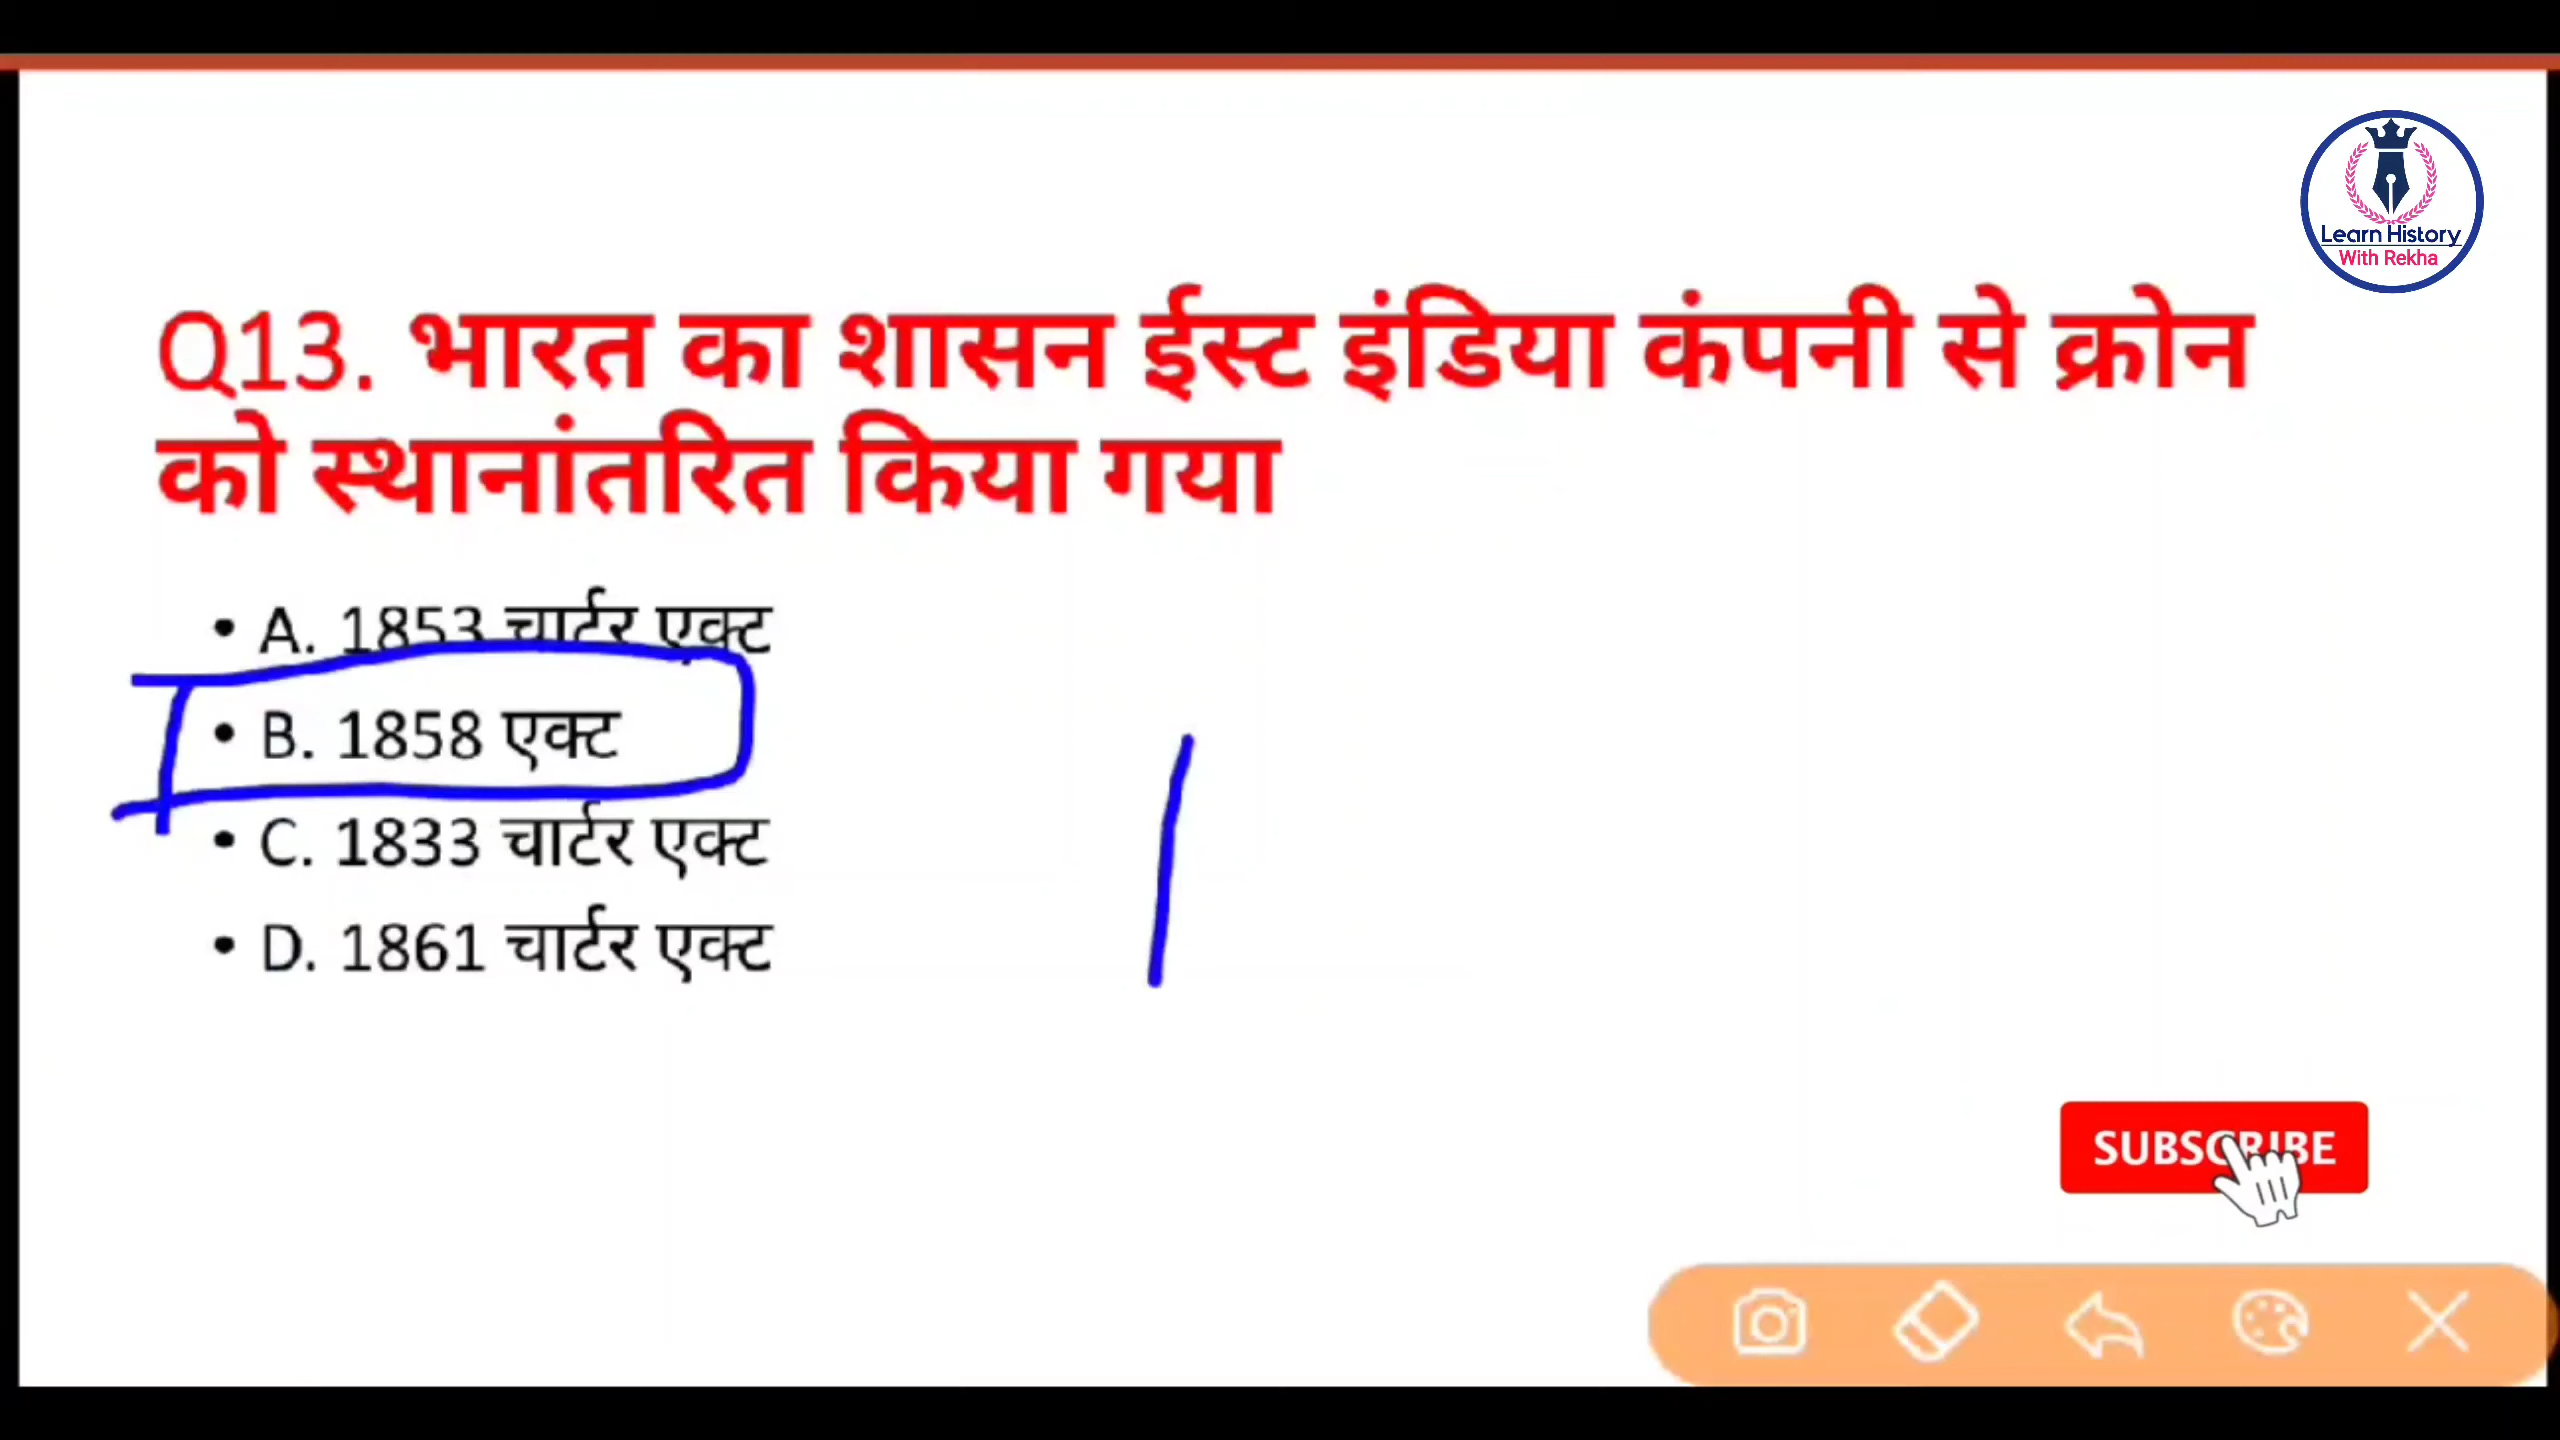 Learn History
With Rekha
Q13. भारत का शासन ईस्ट इंडिया कंपनी से क्रोन
को स्थानांतरित किया गया
• A. 1853 चार्टर एक्ट
• B. 1858 एक्ट
• C. 1833 चार्टर एक्ट
• D. 1861 चार्टर एक्ट
SUBSCRIBE